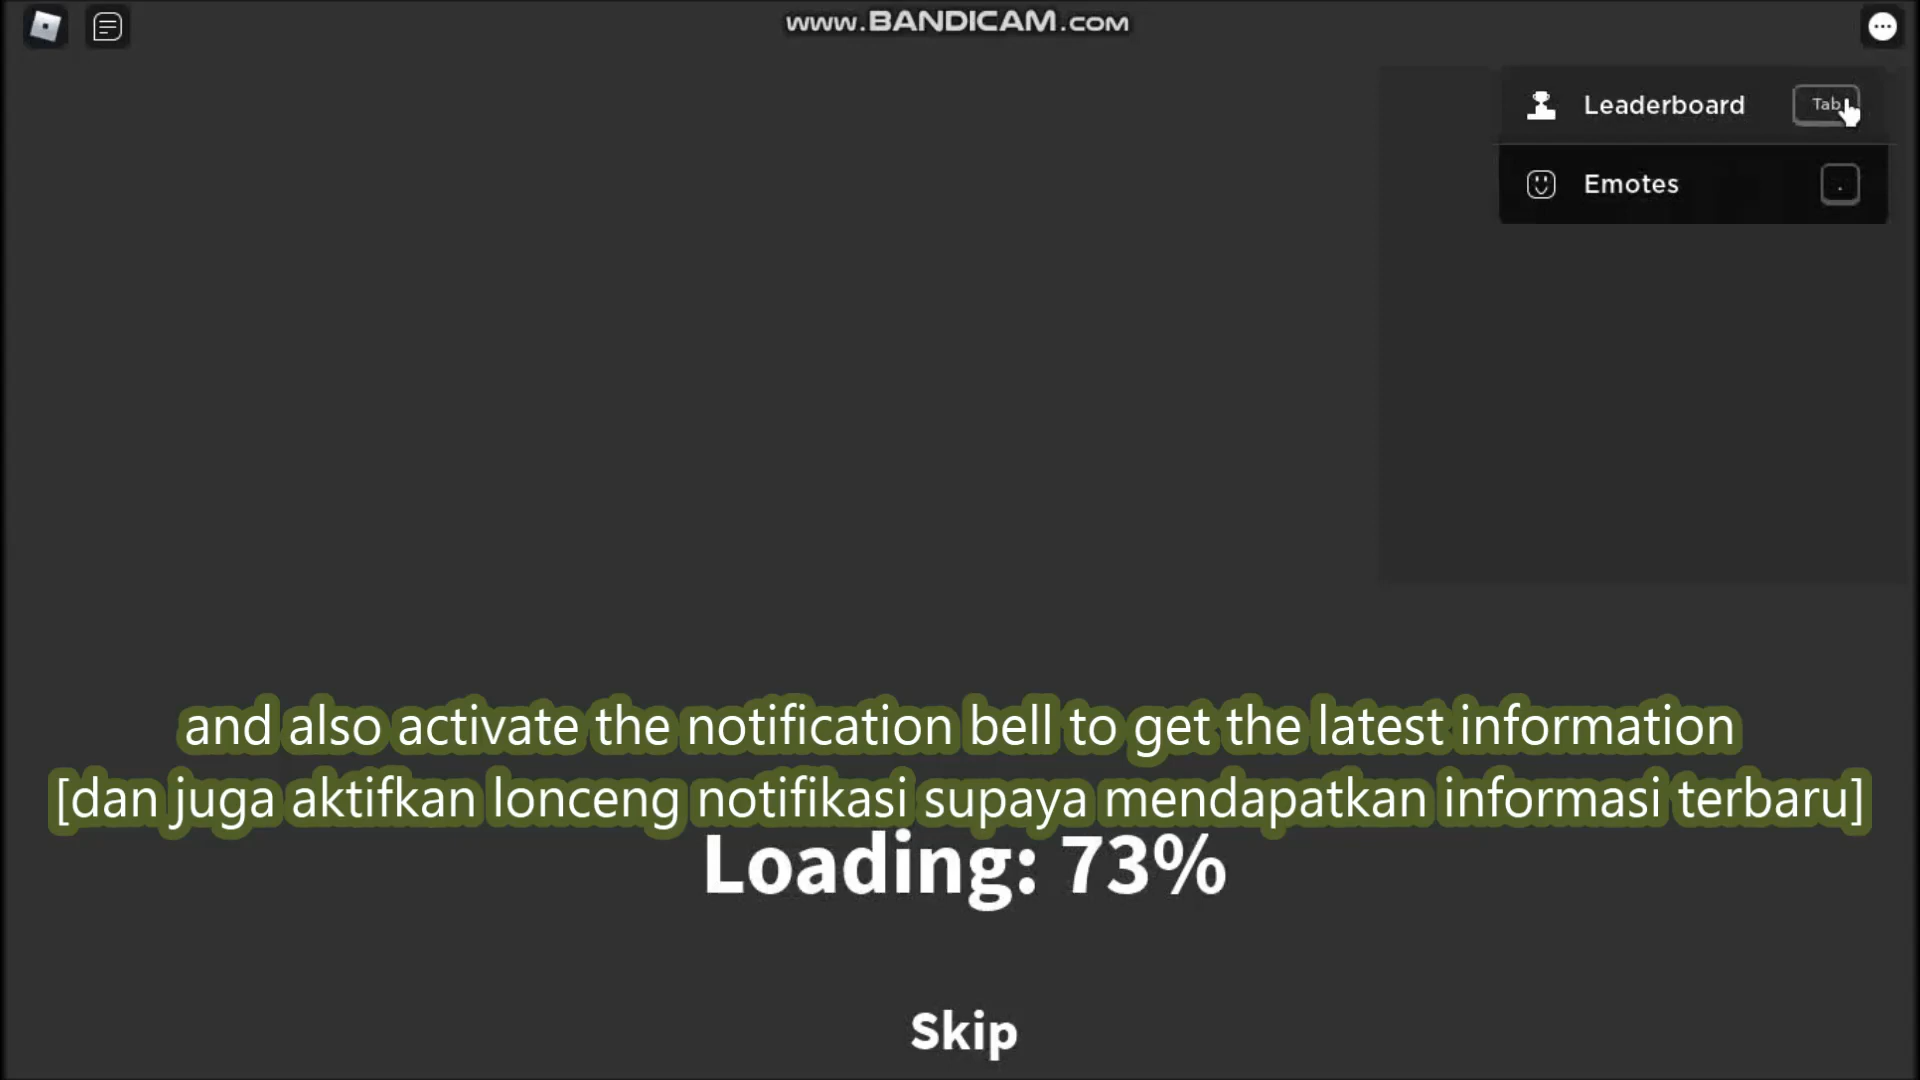 www.BANDICAM.com
Leaderboard Tab
Emotes .
and also activate the notification bell to get the latest information
[dan juga aktifkan lonceng notifikasi supaya mendapatkan informasi terbaru]
Loading: 73%
Skip